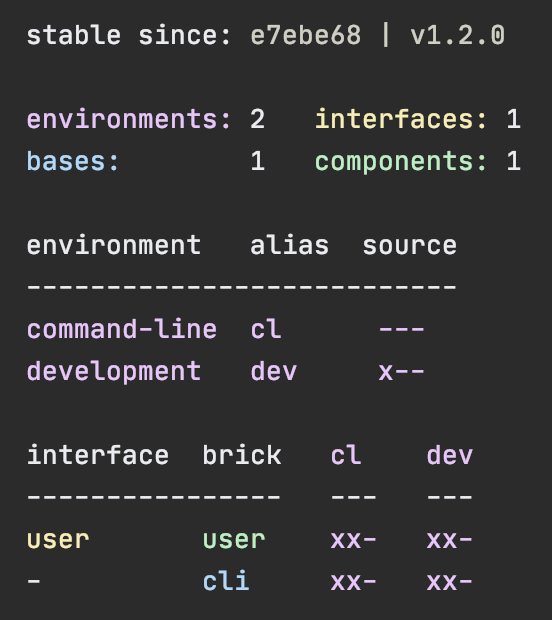 stable since: e7ebe68 | v1.2.0
environments: 2   interfaces: 1
bases:        1   components: 1
environment   alias  source
---------------------------
command-line  cl      ---
development   dev     x--
interface  brick   cl    dev
----------------   ---   ---
user       user    xx-   xx-
-          cli     xx-   xx-